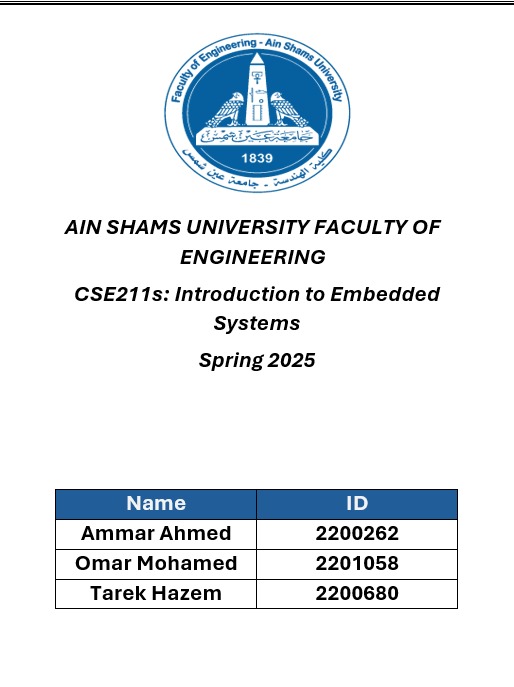 Faculty of Engineering - Ain Shams University
جامعة عين شمس
1839
كلية الهندسة - جامعة عين شمس
AIN SHAMS UNIVERSITY FACULTY OF
ENGINEERING
CSE211s: Introduction to Embedded
Systems
Spring 2025
Name ID
Ammar Ahmed 2200262
Omar Mohamed 2201058
Tarek Hazem 2200680